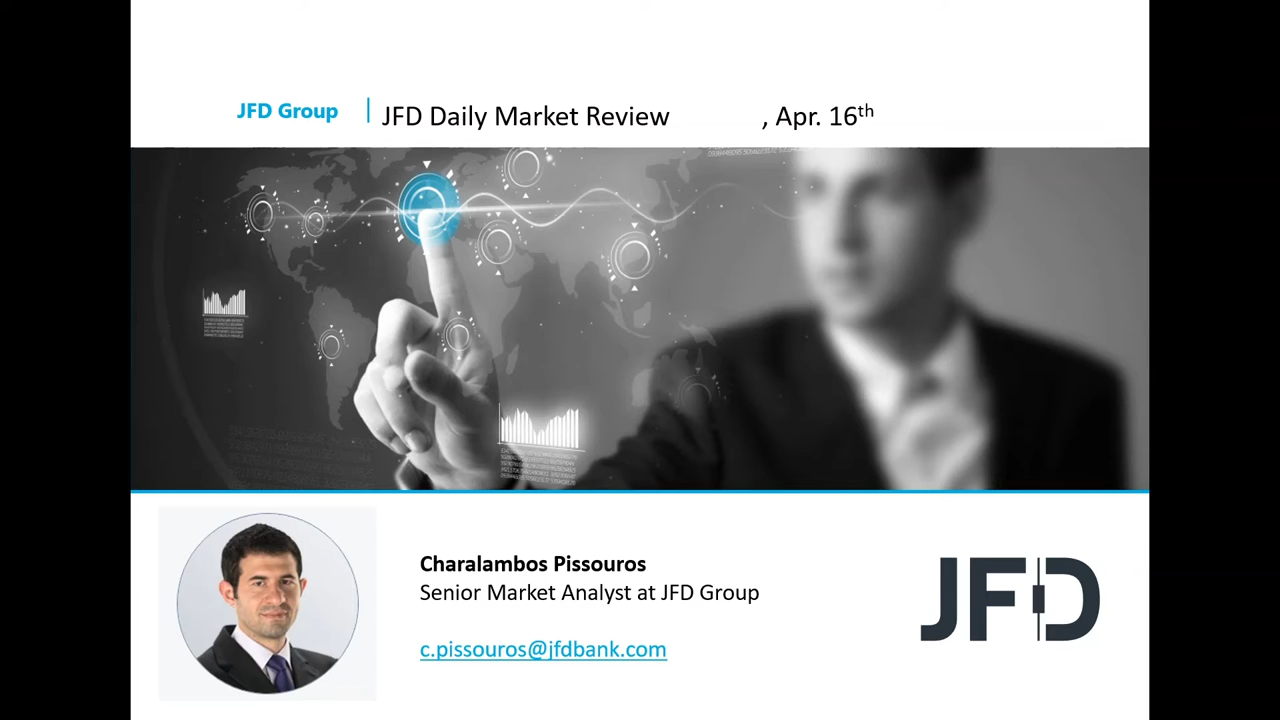 JFD Group
JFD Daily Market Review , Apr. 16th
Charalambos Pissouros
Senior Market Analyst at JFD Group
c.pissouros@jfdbank.com
JFD